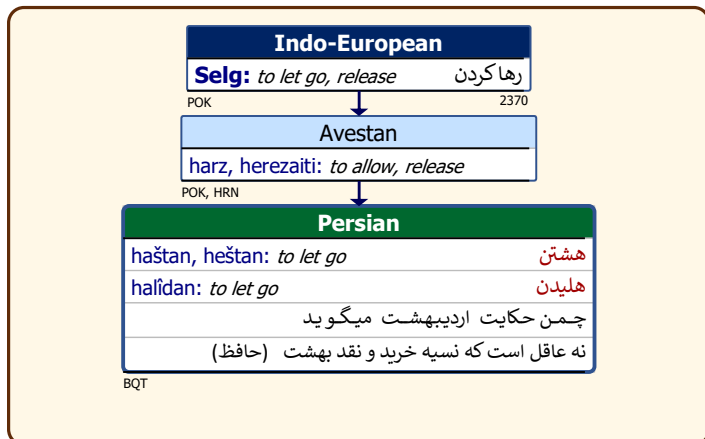 Indo-European
Selg: to let go, release رها کردن
POK 2370
Avestan
harz, herezaiti: to allow, release
POK, HRN
Persian
haštan, heštan: to let go هشتن
halîdan: to let go هلیدن
چمن حکایت اردیبهشت میگوید
نه عاقل است که نسیه خرید و نقد بهشت (حافظ)
BQT